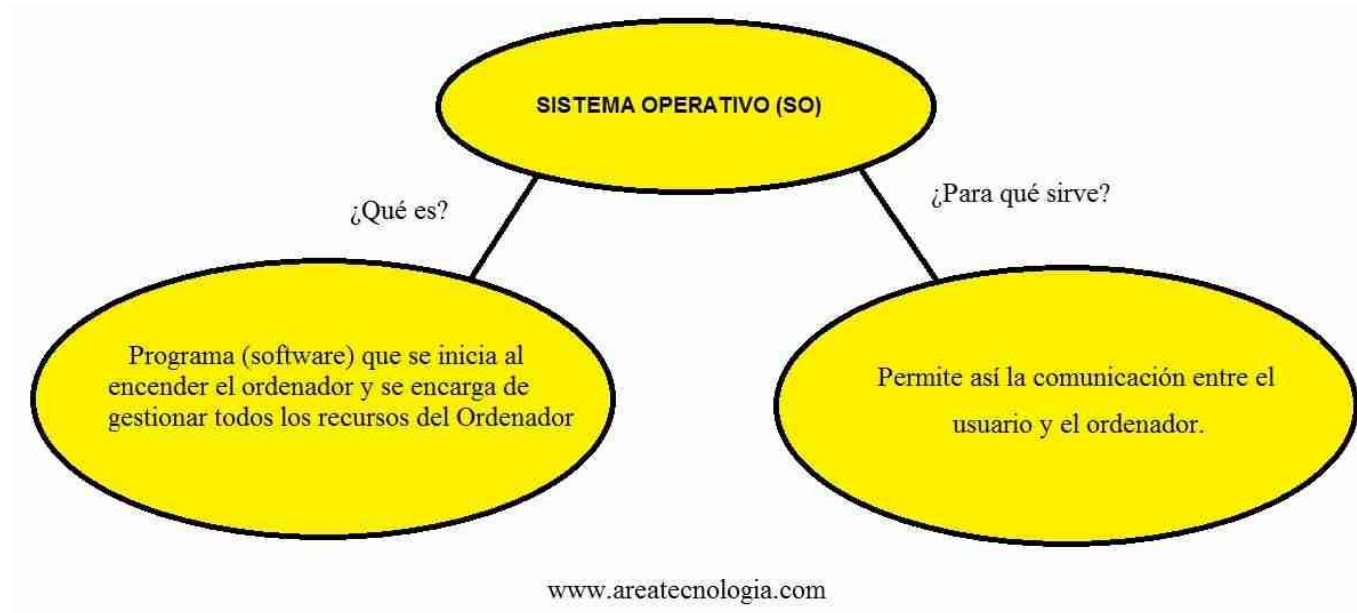 SISTEMA OPERATIVO (SO)
¿Qué es?
¿Para qué sirve?
Programa (software) que se inicia al
encender el ordenador y se encarga de
gestionar todos los recursos del Ordenador
Permite así la comunicación entre el
usuario y el ordenador.
www.areatecnologia.com